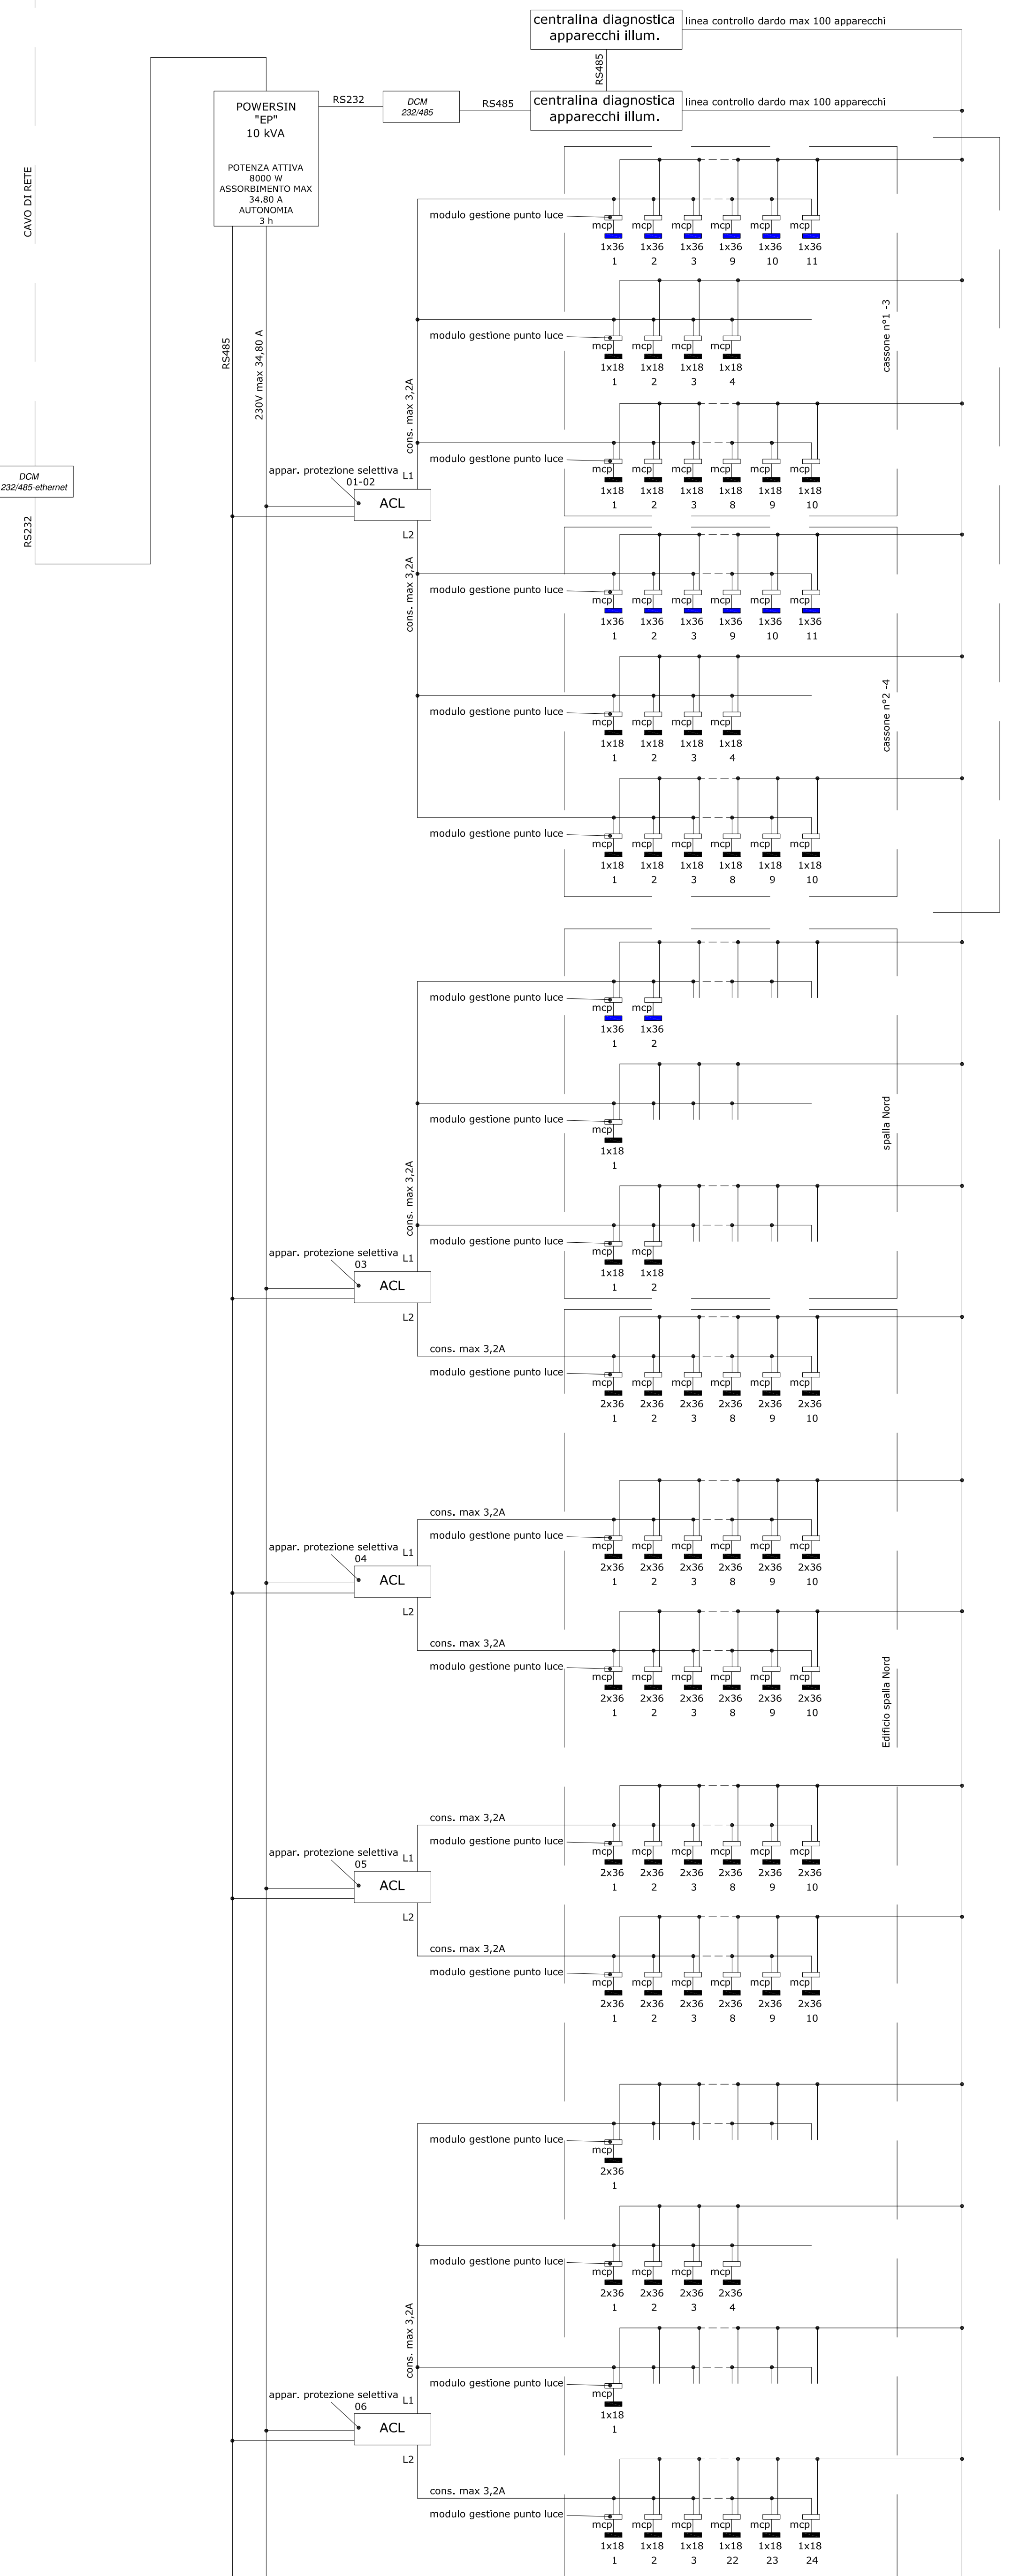 centralina diagnostica
apparecchi illum.
linea controllo dardo max 100 apparecchi
RS485
POWERSIN
"EP"
10 kVA
POTENZA ATTIVA
8000 W
ASSORBIMENTO MAX
34,80 A
AUTONOMIA
3 h
RS232
DCM
232/485
RS485
centralina diagnostica
apparecchi illum.
linea controllo dardo max 100 apparecchi
CAVO DI RETE
DCM
232/485-ethernet
RS232
RS485
230V max 34,80 A
modulo gestione punto luce
mcp mcp mcp mcp mcp mcp
1x36 1x36 1x36 1x36 1x36 1x36
1 2 3 9 10 11
modulo gestione punto luce
mcp mcp mcp mcp
1x18 1x18 1x18 1x18
1 2 3 4
cassone n°1 -3
cons. max 3,2A
modulo gestione punto luce
mcp mcp mcp mcp mcp mcp
1x18 1x18 1x18 1x18 1x18 1x18
1 2 3 8 9 10
appar. protezione selettiva
01-02
L1
ACL
L2
cons. max 3,2A
modulo gestione punto luce
mcp mcp mcp mcp mcp mcp
1x36 1x36 1x36 1x36 1x36 1x36
1 2 3 9 10 11
modulo gestione punto luce
mcp mcp mcp mcp
1x18 1x18 1x18 1x18
1 2 3 4
cassone n°2 -4
modulo gestione punto luce
mcp mcp mcp mcp mcp mcp
1x18 1x18 1x18 1x18 1x18 1x18
1 2 3 8 9 10
modulo gestione punto luce
mcp mcp
1x36 1x36
1 2
modulo gestione punto luce
mcp
1x18
1
spalla Nord
cons. max 3,2A
modulo gestione punto luce
mcp mcp
1x18 1x18
1 2
appar. protezione selettiva
03
L1
ACL
L2
cons. max 3,2A
modulo gestione punto luce
mcp mcp mcp mcp mcp mcp
2x36 2x36 2x36 2x36 2x36 2x36
1 2 3 8 9 10
cons. max 3,2A
modulo gestione punto luce
mcp mcp mcp mcp mcp mcp
2x36 2x36 2x36 2x36 2x36 2x36
1 2 3 8 9 10
appar. protezione selettiva
04
L1
ACL
L2
cons. max 3,2A
modulo gestione punto luce
mcp mcp mcp mcp mcp mcp
2x36 2x36 2x36 2x36 2x36 2x36
1 2 3 8 9 10
Edificio spalla Nord
cons. max 3,2A
modulo gestione punto luce
mcp mcp mcp mcp mcp mcp
2x36 2x36 2x36 2x36 2x36 2x36
1 2 3 8 9 10
appar. protezione selettiva
05
L1
ACL
L2
cons. max 3,2A
modulo gestione punto luce
mcp mcp mcp mcp mcp mcp
2x36 2x36 2x36 2x36 2x36 2x36
1 2 3 8 9 10
modulo gestione punto luce
mcp
2x36
1
modulo gestione punto luce
mcp mcp mcp mcp
2x36 2x36 2x36 2x36
1 2 3 4
cons. max 3,2A
modulo gestione punto luce
mcp
1x18
1
appar. protezione selettiva
06
L1
ACL
L2
cons. max 3,2A
modulo gestione punto luce
mcp mcp mcp mcp mcp mcp
1x18 1x18 1x18 1x18 1x18 1x18
1 2 3 22 23 24